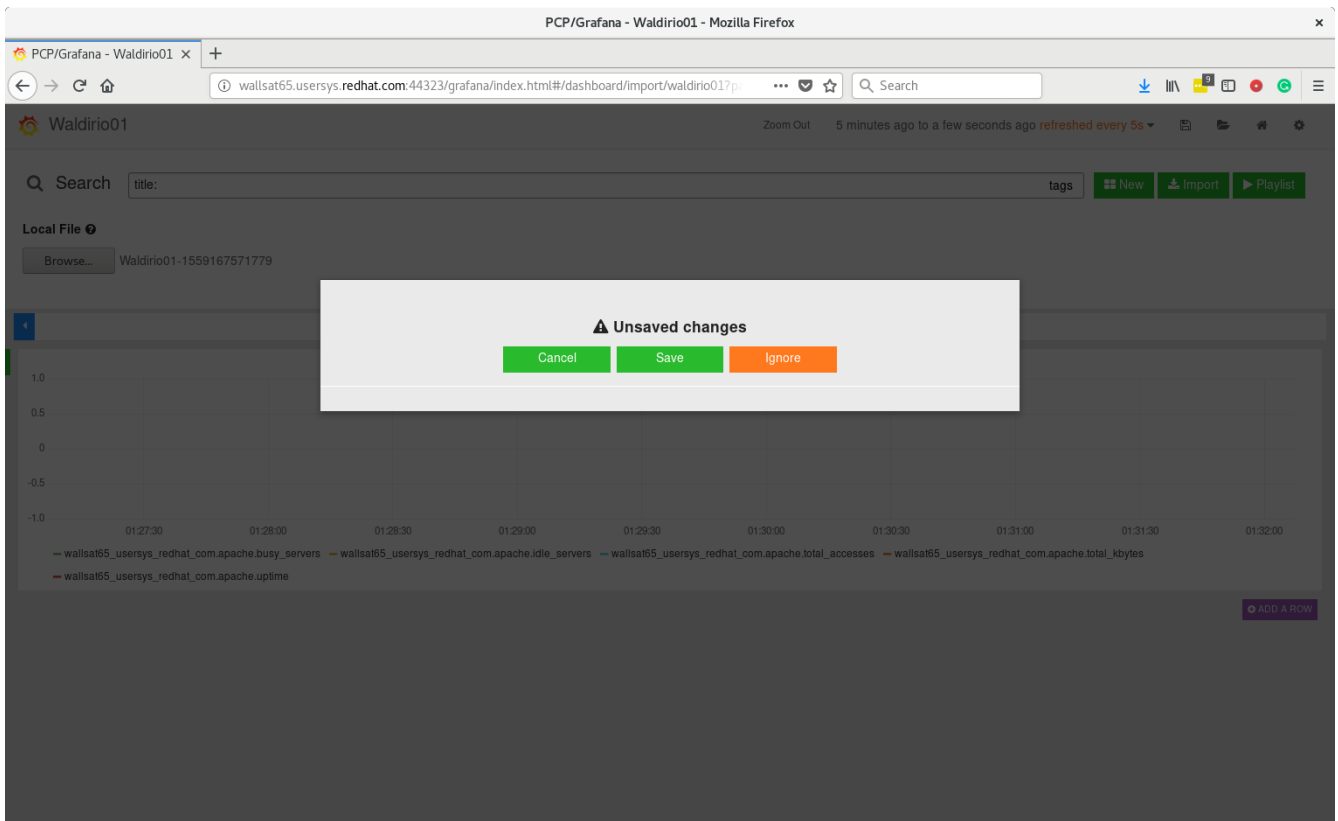 PCP/Grafana - Waldirio01 - Mozilla Firefox
PCP/Grafana - Waldirio01
wallsat65.usersys.redhat.com:44323/grafana/index.html#/dashboard/import/waldirio01?p
Search
9
Waldirio01
Zoom Out 5 minutes ago to a few seconds ago refreshed every 5s
Search title: tags New Import Playlist
Local File
Browse... Waldirio01-1559167571779
Unsaved changes
Cancel Save Ignore
1.0
0.5
0
-0.5
-1.0
01:27:30 01:28:00 01:28:30 01:29:00 01:29:30 01:30:00 01:30:30 01:31:00 01:31:30 01:32:00
wallsat65_usersys_redhat_com.apache.busy_servers wallsat65_usersys_redhat_com.apache.idle_servers wallsat65_usersys_redhat_com.apache.total_accesses wallsat65_usersys_redhat_com.apache.total_kbytes
wallsat65_usersys_redhat_com.apache.uptime
ADD A ROW